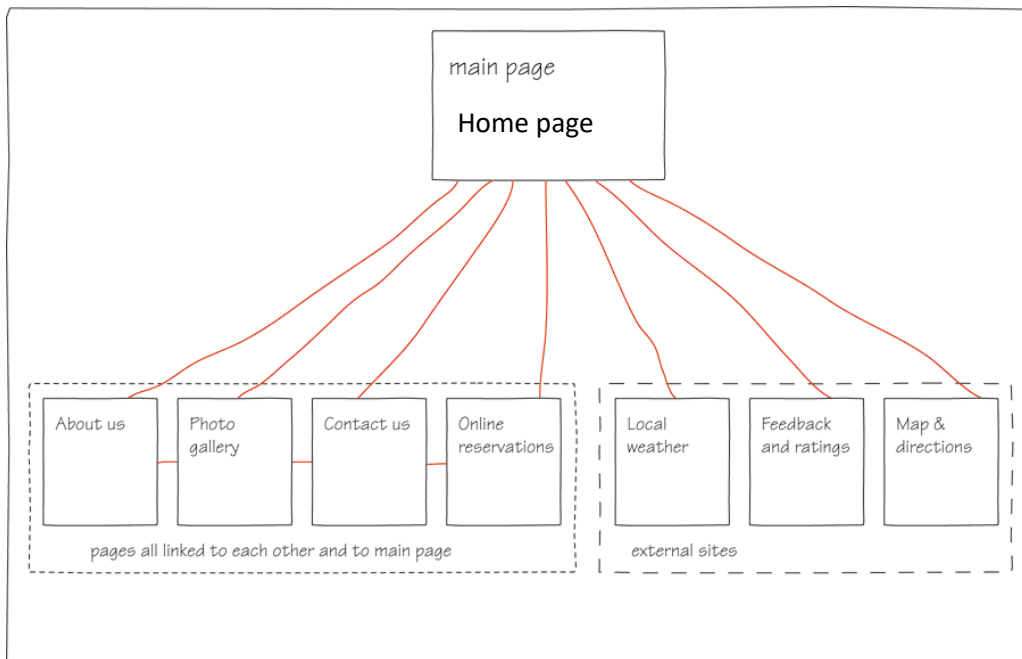 main page
Home page
About us
Photo
gallery
Contact us
Online
reservations
pages all linked to each other and to main page
Local
weather
Feedback
and ratings
Map &
directions
external sites